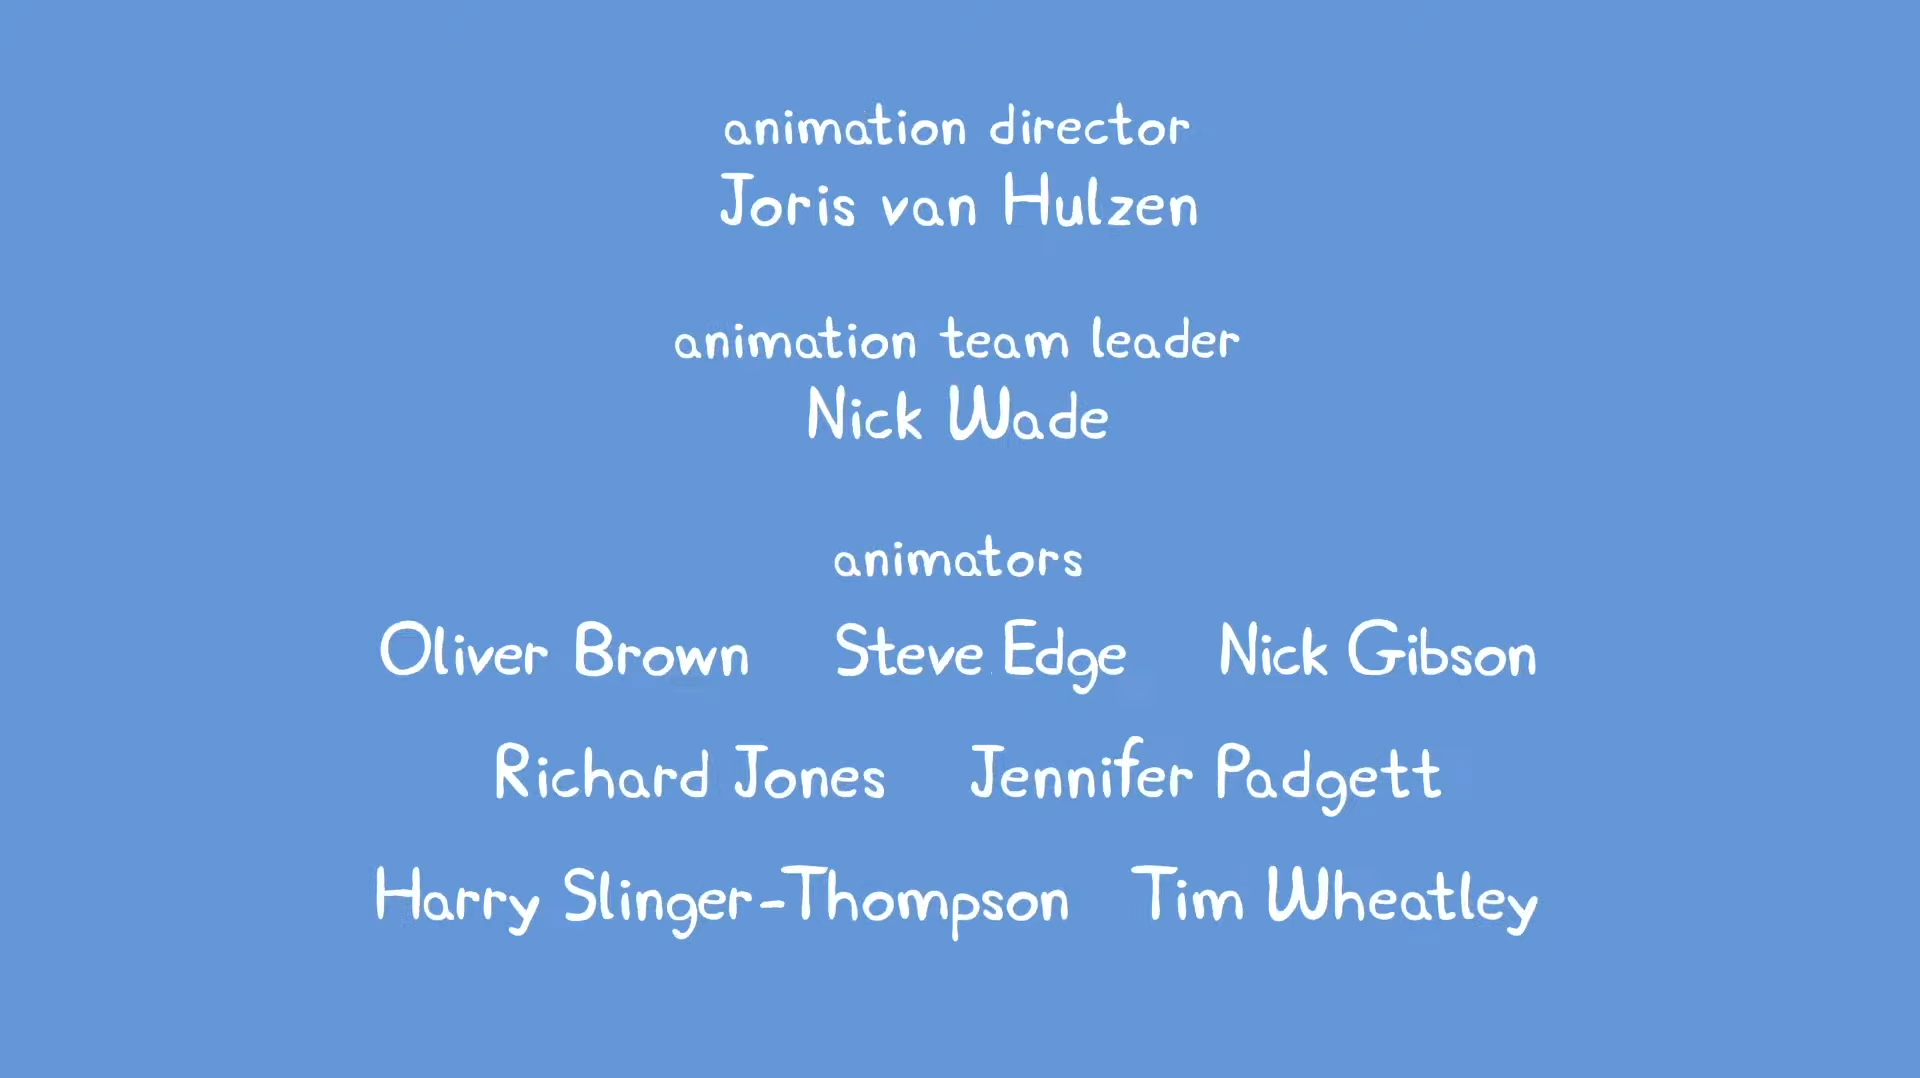 animation director
Joris van Hulzen
animation team leader
Nick Wade
animators
Oliver Brown Steve Edge Nick Gibson
Richard Jones Jennifer Padgett
Harry Slinger-Thompson Tim Wheatley